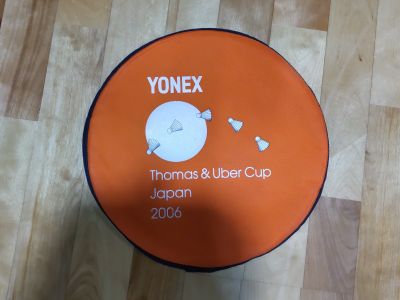 YONEX
Thomas & Uber Cup
Japan
2006